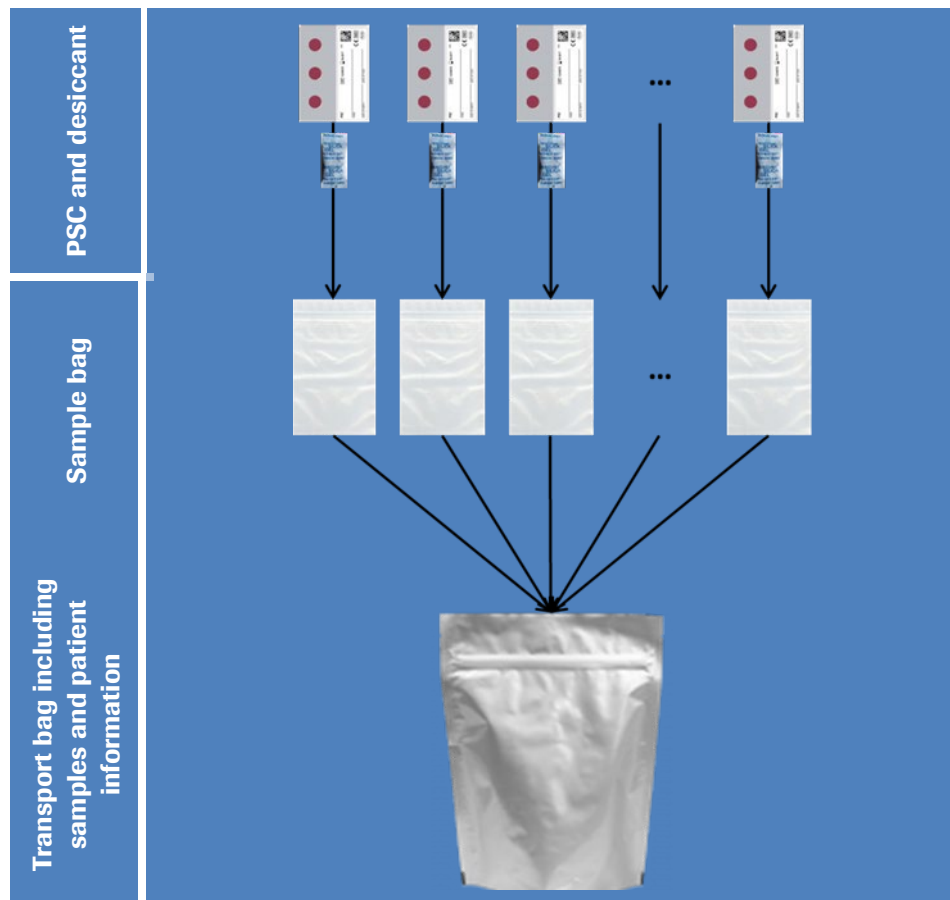 PSC and desiccant
...
Sample bag
...
Transport bag including
samples and patient
information